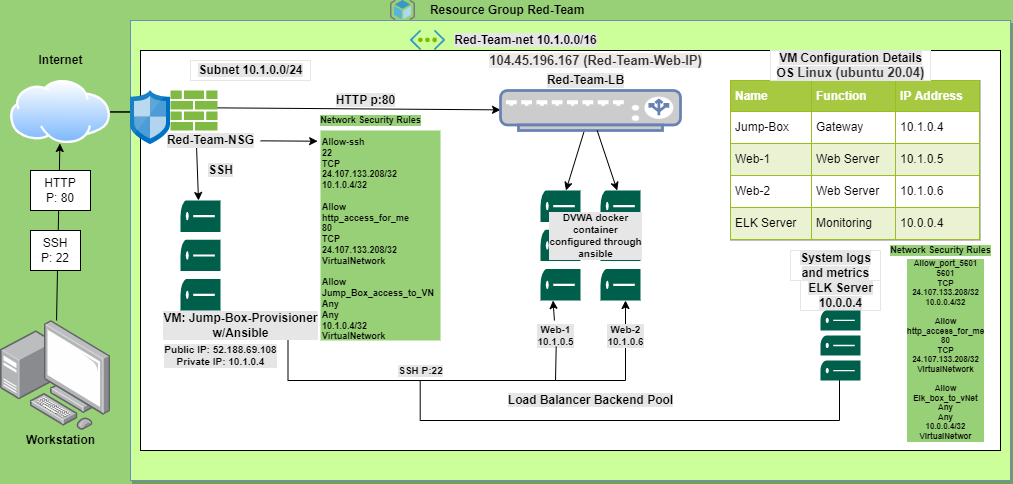 Resource Group Red-Team
Red-Team-net 10.1.0.0/16
Internet
HTTP
P: 80
SSH
P: 22
Workstation
Subnet 10.1.0.0/24
Red-Team-NSG
HTTP p:80
SSH
Network Security Rules
Allow-ssh
22
TCP
24.107.133.208/32
10.1.0.4/32
Allow
http_access_for_me
80
TCP
24.107.133.208/32
VirtualNetwork
Allow
Jump_Box_access_to_VN
Any
Any
10.1.0.4/32
VirtualNetwork
VM: Jump-Box-Provisioner
w/Ansible
Public IP: 52.188.69.108
Private IP: 10.1.0.4
104.45.196.167 (Red-Team-Web-IP)
Red-Team-LB
DVWA docker
container
configured through
ansible
Web-1
10.1.0.5
Web-2
10.1.0.6
SSH P:22
Load Balancer Backend Pool
VM Configuration Details
OS Linux (ubuntu 20.04)
Name Function IP Address
Jump-Box Gateway 10.1.0.4
Web-1 Web Server 10.1.0.5
Web-2 Web Server 10.1.0.6
ELK Server Monitoring 10.0.0.4
System logs
and metrics
ELK Server
10.0.0.4
Network Security Rules
Allow_port_5601
5601
TCP
24.107.133.208/32
10.0.0.4/32
Allow
http_access_for_me
80
TCP
24.107.133.208/32
VirtualNetwork
Allow
Elk_box_to_vNet
Any
Any
10.0.0.4/32
VirtualNetwor